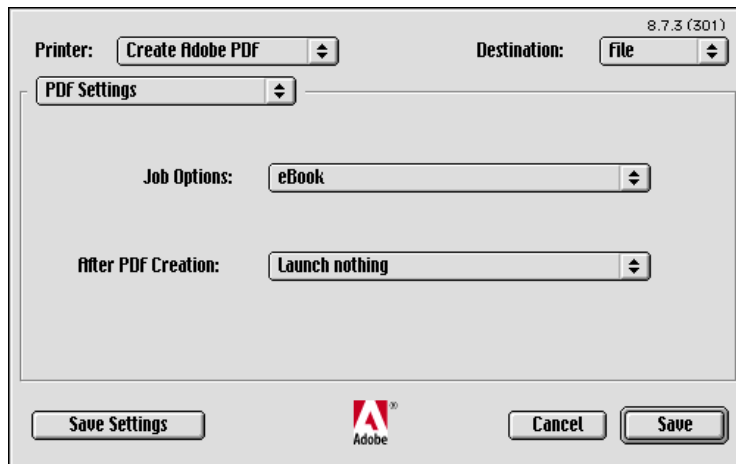 8.7.3 (301)
Printer: Create Adobe PDF Destination: File
PDF Settings
Job Options: eBook
After PDF Creation: Launch nothing
Save Settings Adobe® Cancel Save